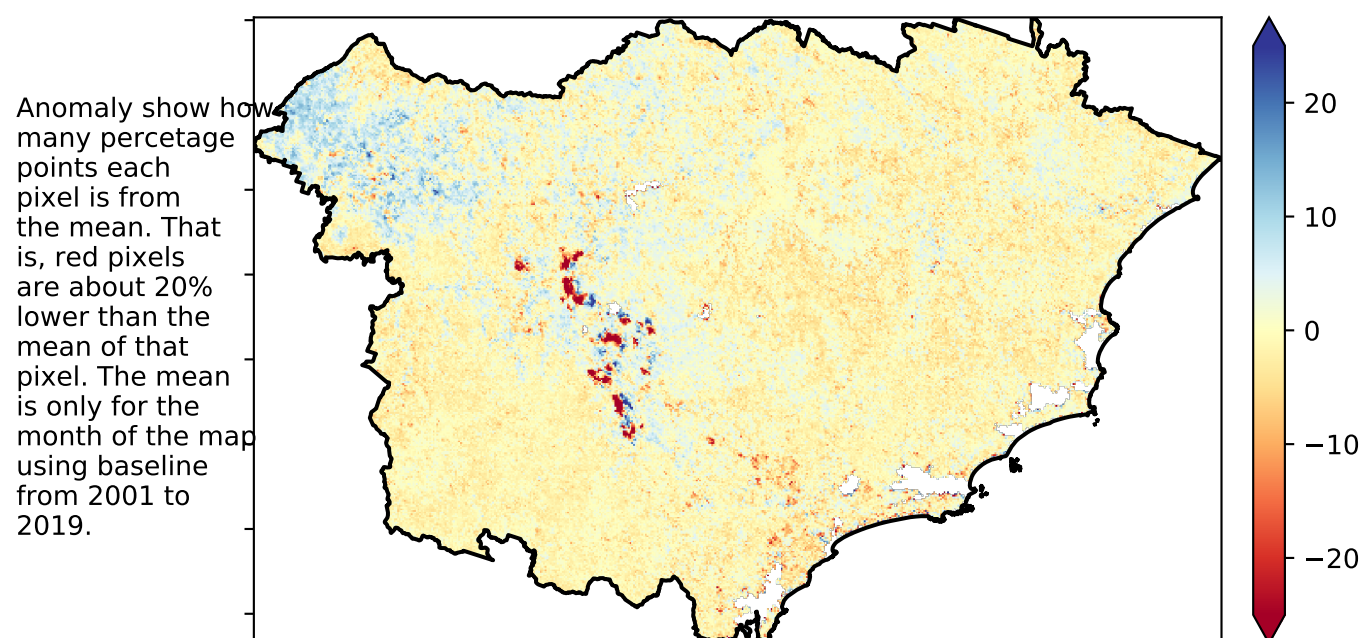 Anomaly show how
many percetage
points each
pixel is from
the mean. That
is, red pixels
are about 20%
lower than the
mean of that
pixel. The mean
is only for the
month of the map
using baseline
from 2001 to
2019.
20
10
0
−10
−20